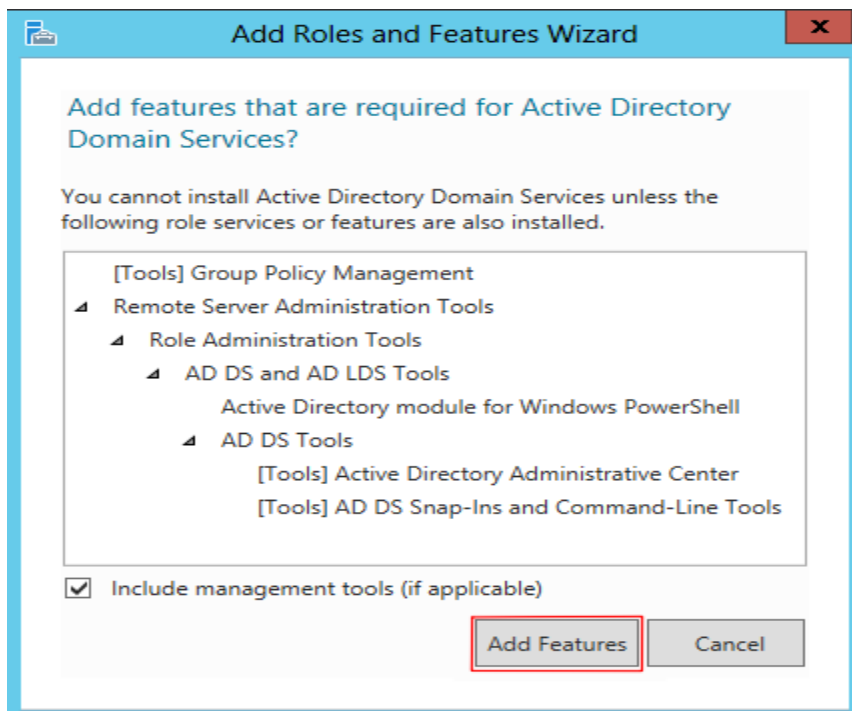 Add Roles and Features Wizard
x
Add features that are required for Active Directory
Domain Services?
You cannot install Active Directory Domain Services unless the
following role services or features are also installed.
[Tools] Group Policy Management
Remote Server Administration Tools
Role Administration Tools
AD DS and AD LDS Tools
Active Directory module for Windows PowerShell
AD DS Tools
[Tools] Active Directory Administrative Center
[Tools] AD DS Snap-Ins and Command-Line Tools
Include management tools (if applicable)
Add Features Cancel